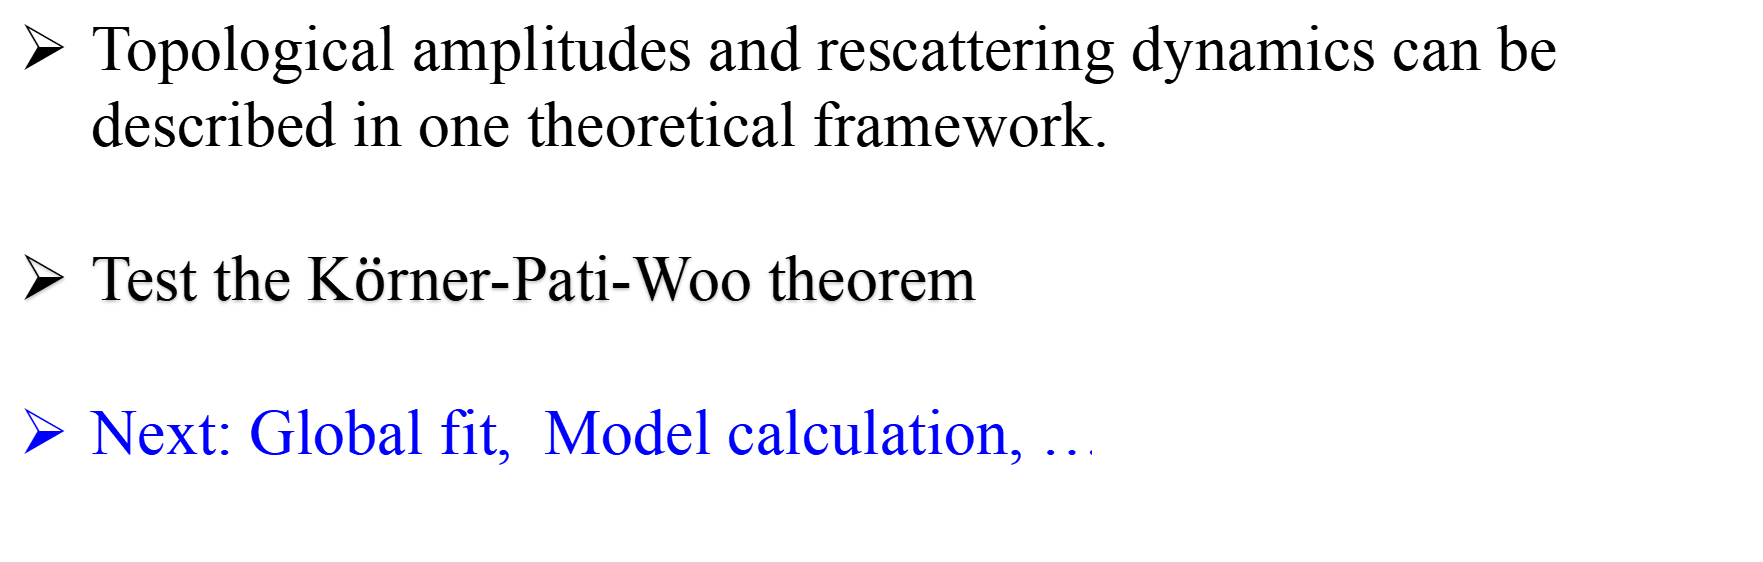 ➢ Topological amplitudes and rescattering dynamics can be
described in one theoretical framework.
➢ Test the Körner-Pati-Woo theorem
➢ Next: Global fit,  Model calculation, …